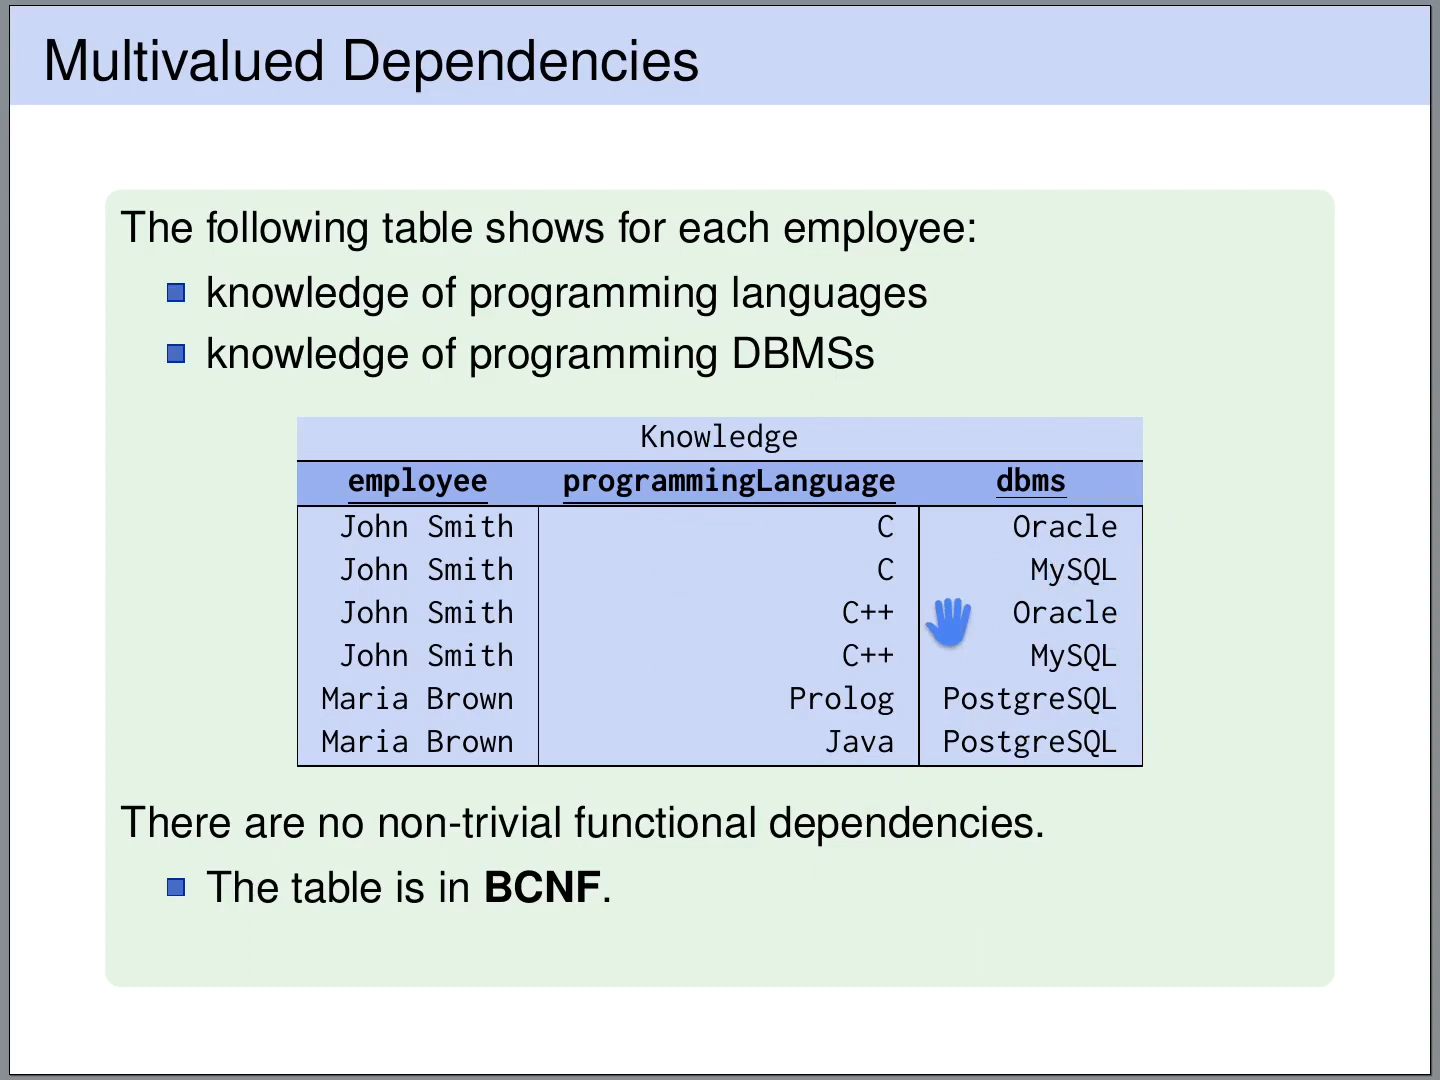 Multivalued Dependencies
The following table shows for each employee:
knowledge of programming languages
knowledge of programming DBMSs
Knowledge
employee programmingLanguage dbms
John Smith C Oracle
John Smith C MySQL
John Smith C++ Oracle
John Smith C++ MySQL
Maria Brown Prolog PostgreSQL
Maria Brown Java PostgreSQL
There are no non-trivial functional dependencies.
The table is in BCNF.